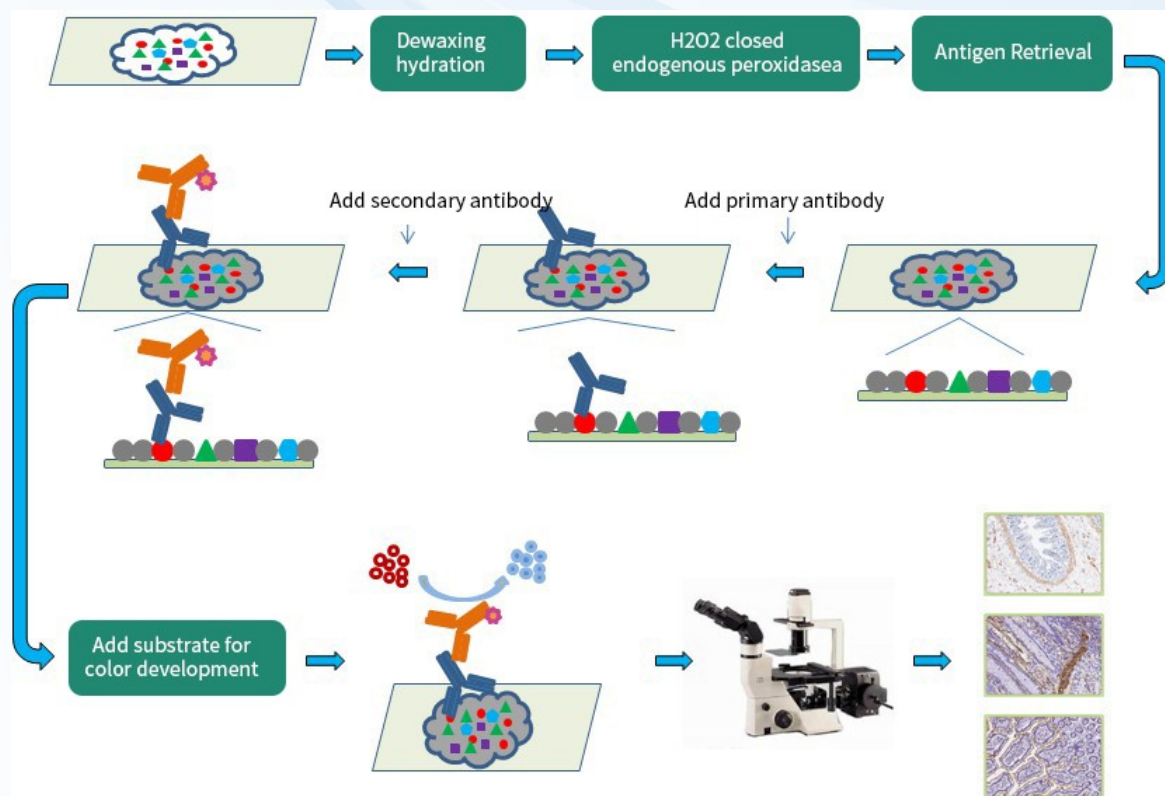 Dewaxing
hydration
H2O2 closed
endogenous peroxidasea
Antigen Retrieval
Add secondary antibody
Add primary antibody
Add substrate for
color development